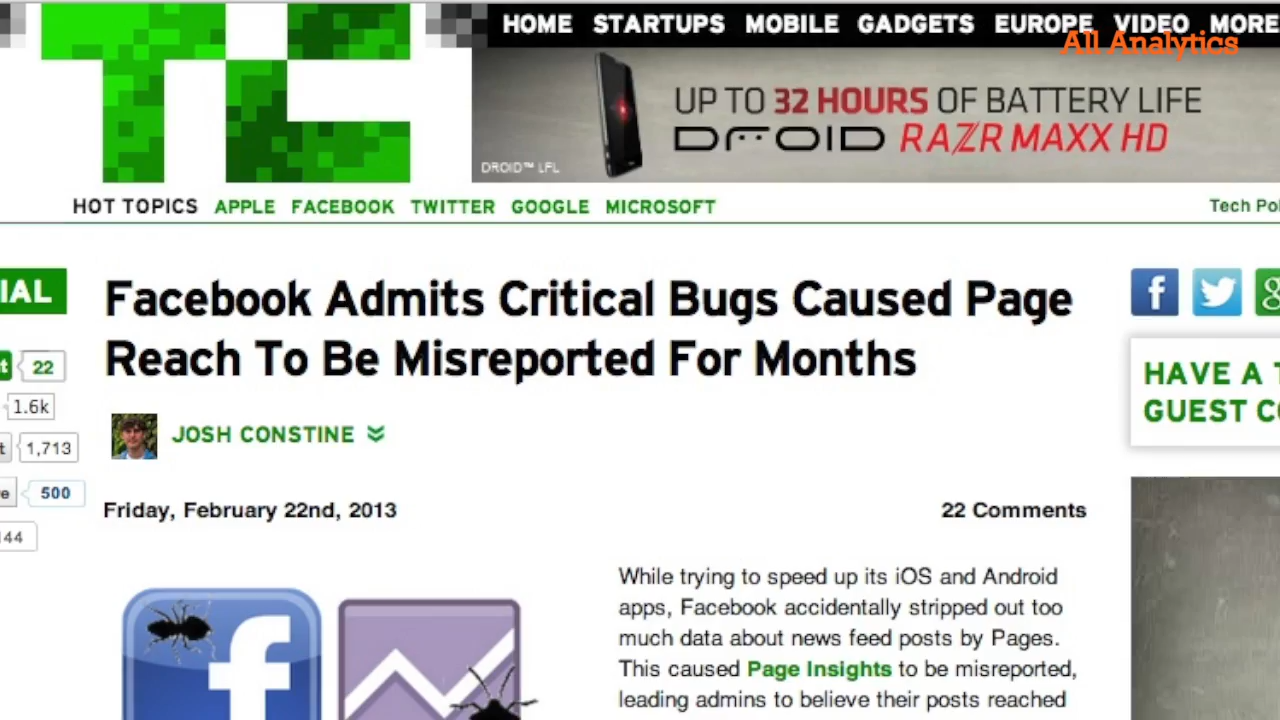 HOME STARTUPS MOBILE GADGETS EUROPE VIDEO MORE
All Analytics
UP TO 32 HOURS OF BATTERY LIFE
DROID RAZR MAXX HD
DROID™ LFL
HOT TOPICS APPLE FACEBOOK TWITTER GOOGLE MICROSOFT
Tech Pol
IAL
Facebook Admits Critical Bugs Caused Page
Reach To Be Misreported For Months
HAVE A T
GUEST CO
t 22
1.6k
t 1,713
e 500
144
JOSH CONSTINE
Friday, February 22nd, 2013
22 Comments
While trying to speed up its iOS and Android
apps, Facebook accidentally stripped out too
much data about news feed posts by Pages.
This caused Page Insights to be misreported,
leading admins to believe their posts reached